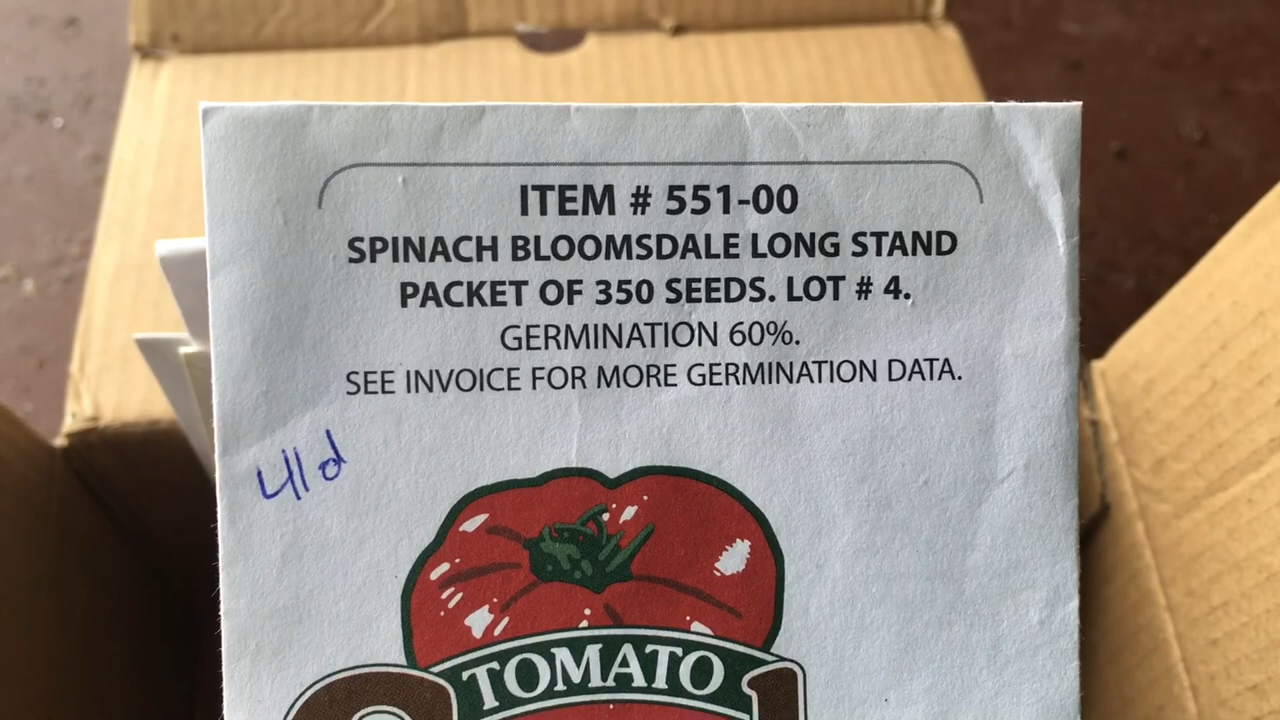 ITEM # 551-00
SPINACH BLOOMSDALE LONG STAND
PACKET OF 350 SEEDS. LOT # 4.
GERMINATION 60%.
SEE INVOICE FOR MORE GERMINATION DATA.
41d
TOMATO